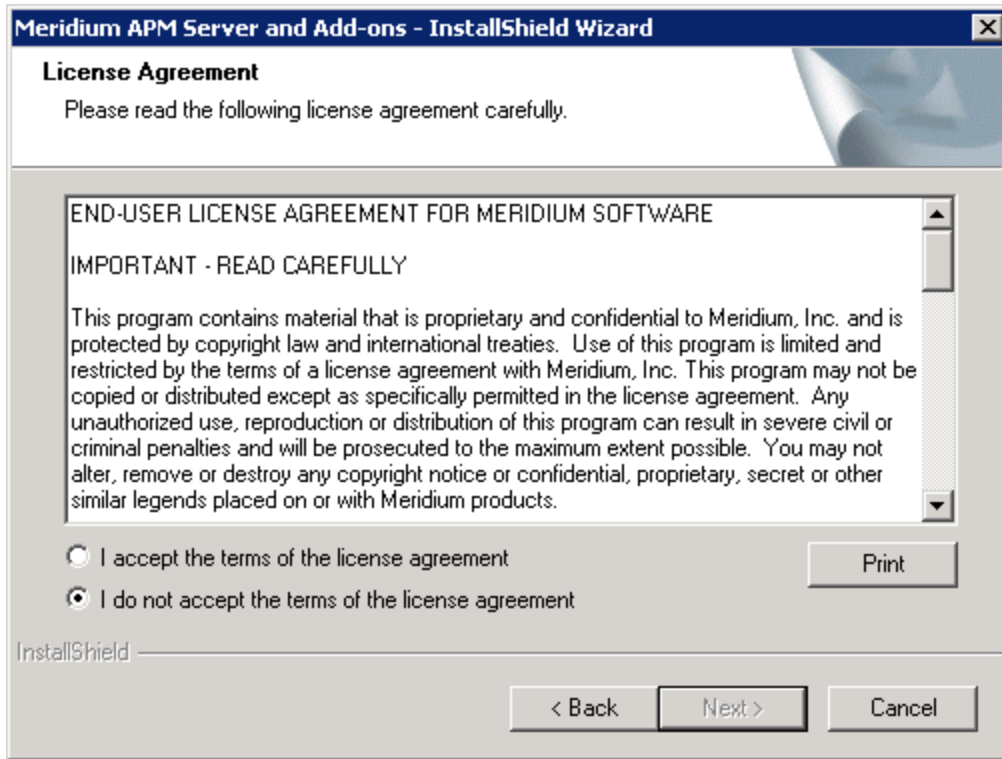 Meridium APM Server and Add-ons - InstallShield Wizard
License Agreement
Please read the following license agreement carefully.
END-USER LICENSE AGREEMENT FOR MERIDIUM SOFTWARE
IMPORTANT - READ CAREFULLY
This program contains material that is proprietary and confidential to Meridium, Inc. and is
protected by copyright law and international treaties.  Use of this program is limited and
restricted by the terms of a license agreement with Meridium, Inc. This program may not be
copied or distributed except as specifically permitted in the license agreement.  Any
unauthorized use, reproduction or distribution of this program can result in severe civil or
criminal penalties and will be prosecuted to the maximum extent possible.  You may not
alter, remove or destroy any copyright notice or confidential, proprietary, secret or other
similar legends placed on or with Meridium products.
I accept the terms of the license agreement
Print
I do not accept the terms of the license agreement
InstallShield
< Back
Next >
Cancel